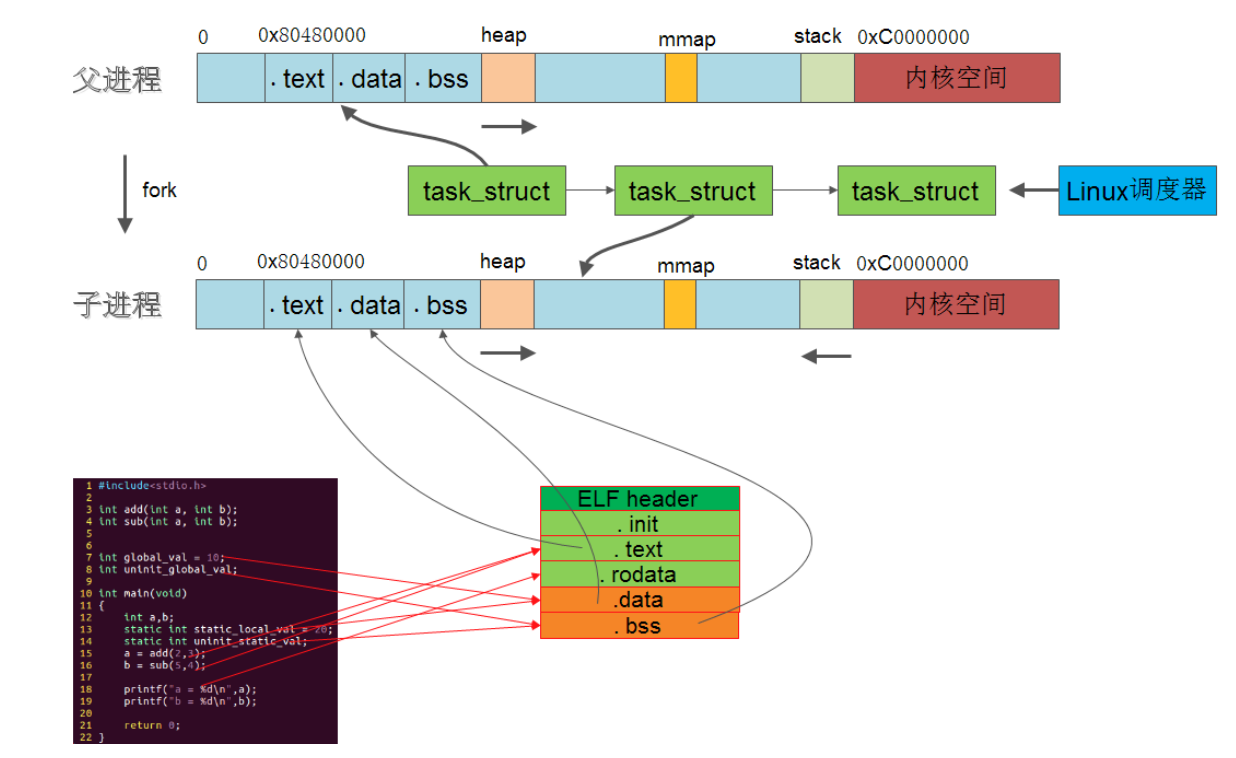 0 0x80480000 heap mmap stack 0xC0000000
父进程 .text .data .bss 内核空间
fork
task_struct task_struct task_struct Linux调度器
0 0x80480000 heap mmap stack 0xC0000000
子进程 .text .data .bss 内核空间
1 #include<stdio.h>
2
3 int add(int a, int b);
4 int sub(int a, int b);
5
6
7 int global_val = 10;
8 int uninit_global_val;
9
10 int main(void)
11 {
12 int a,b;
13 static int static_local_val = 20;
14 static int uninit_static_val;
15 a = add(2,3);
16 b = sub(5,4);
17
18 printf("a = %d\n",a);
19 printf("b = %d\n",b);
20
21 return 0;
22 }
ELF header
.init
.text
.rodata
.data
.bss